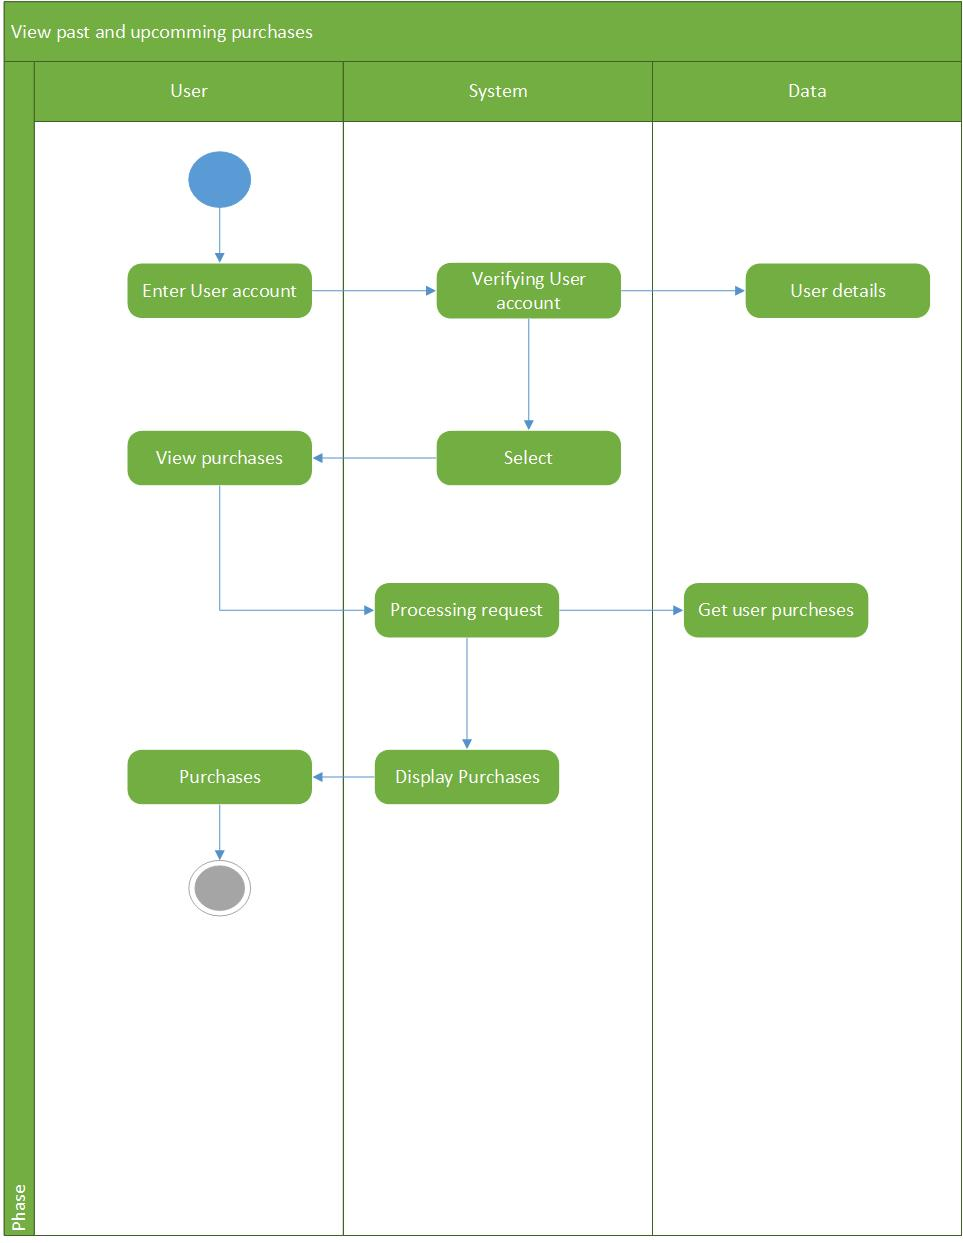 View past and upcomming purchases
User
System
Data
Enter User account
Verifying User
account
User details
View purchases
Select
Processing request
Get user purcheses
Purchases
Display Purchases
Phase